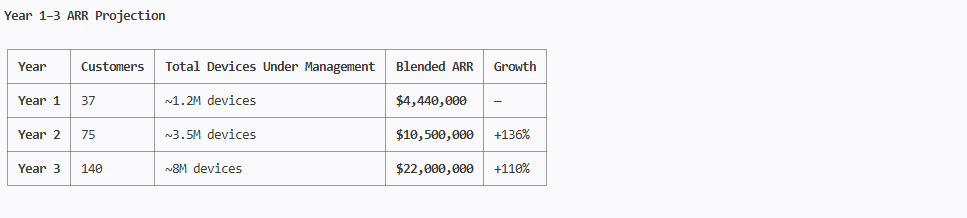 Year 1–3 ARR Projection
Year Customers Total Devices Under Management Blended ARR Growth
Year 1 37 ~1.2M devices $4,440,000 —
Year 2 75 ~3.5M devices $10,500,000 +136%
Year 3 140 ~8M devices $22,000,000 +110%